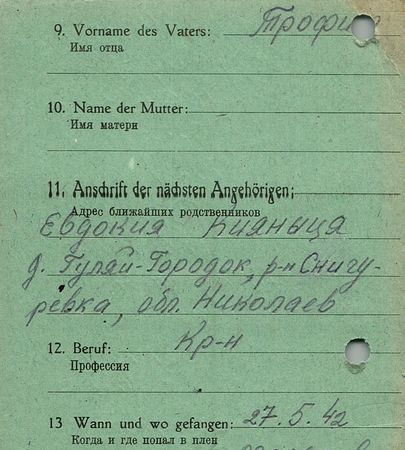 9. Vorname des Vaters: Трофим
Имя отца
10. Name der Mutter:
Имя матери
11. Anschrift der nächsten Angehörigen:
Адрес ближайших родственников
Евдокия Кияныца
д. Гуляй-Городок, р-н Снигу-
ревка, обл. Николаев
12. Beruf: Кр-н
Профессия
13 Wann und wo gefangen: 27.5.42
Когда и где попал в плен